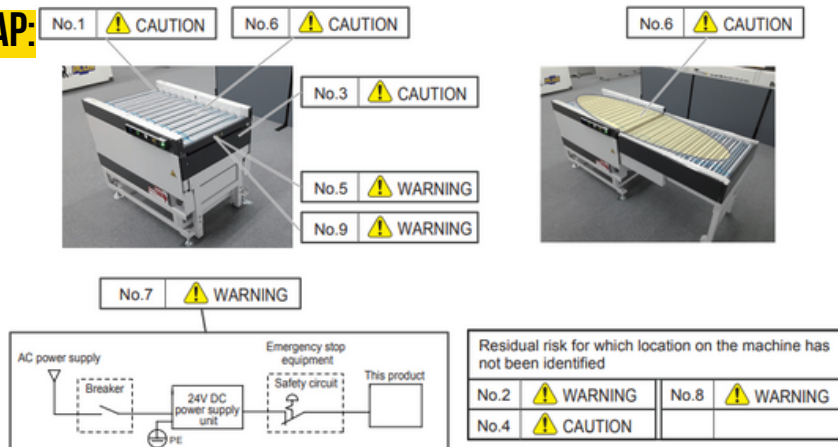 AP:
No.1 CAUTION
No.6 CAUTION
No.6 CAUTION
No.3 CAUTION
No.5 WARNING
No.9 WARNING
No.7 WARNING
AC power supply
Breaker
24V DC
power supply
unit
PE
Emergency stop
equipment
Safety circuit
This product
Residual risk for which location on the machine has
not been identified
No.2 WARNING No.8 WARNING
No.4 CAUTION